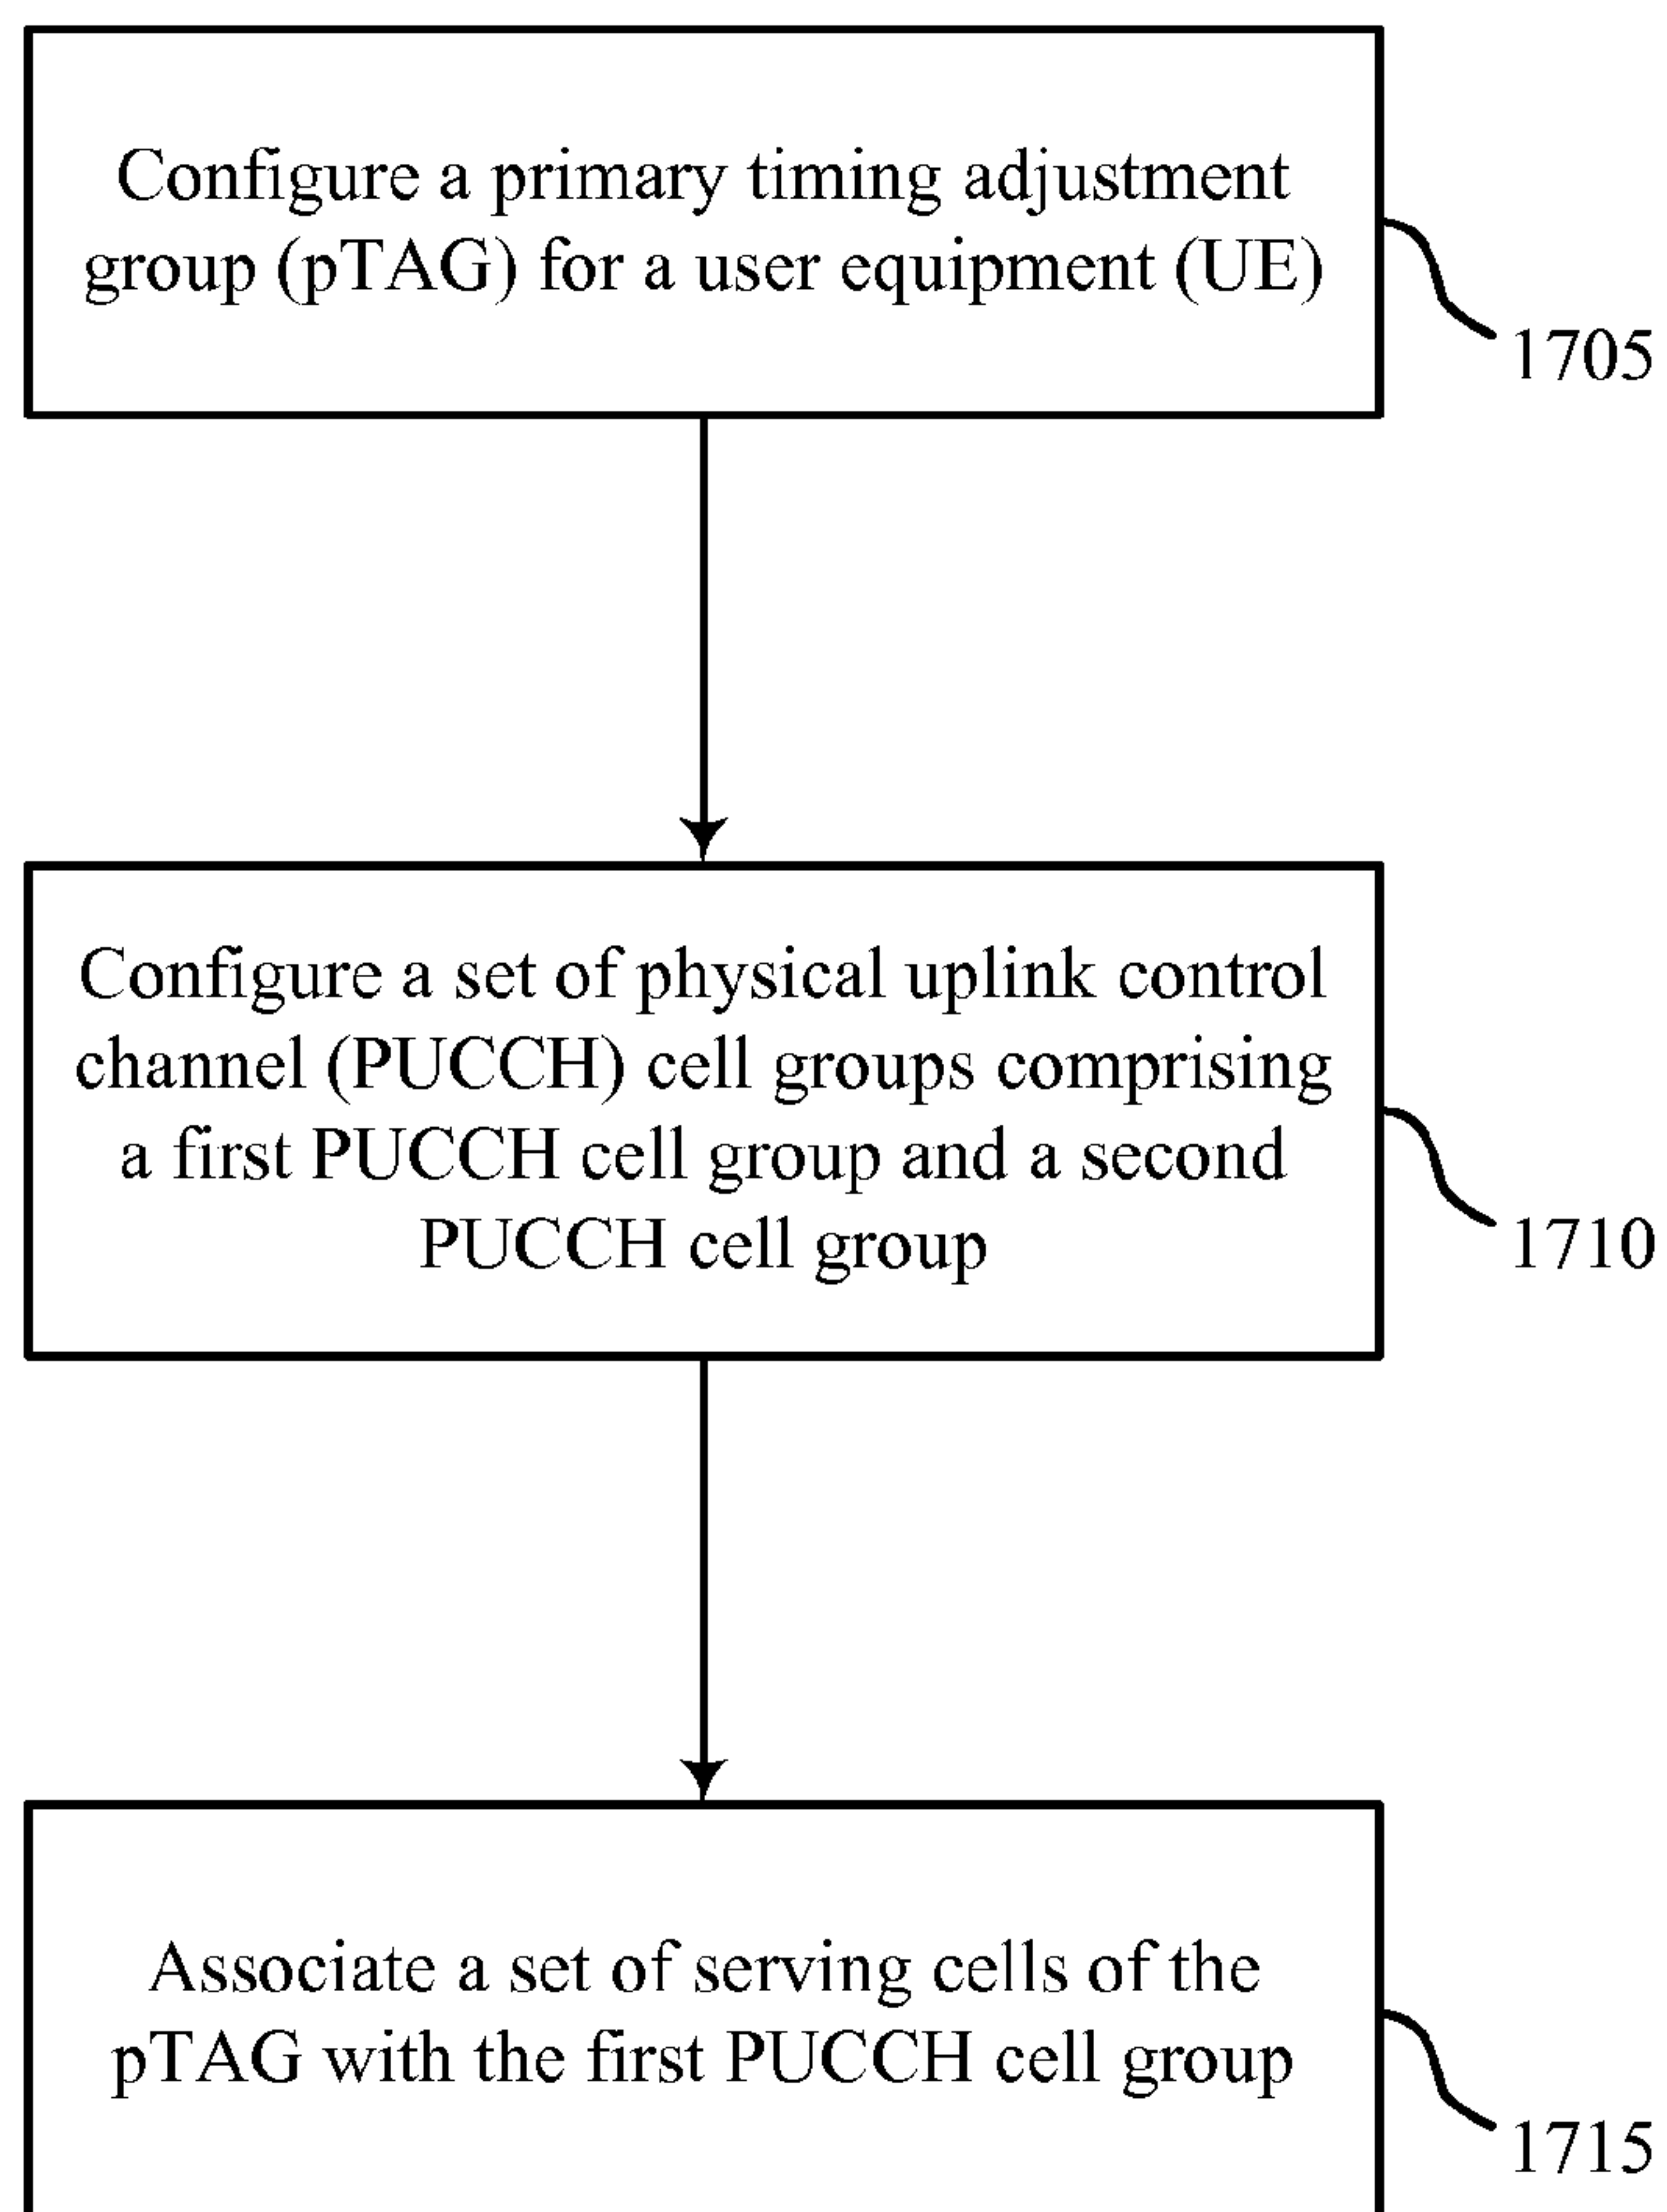 Configure a primary timing adjustment
group (pTAG) for a user equipment (UE)
1705
Configure a set of physical uplink control
channel (PUCCH) cell groups comprising
a first PUCCH cell group and a second
PUCCH cell group
1710
Associate a set of serving cells of the
pTAG with the first PUCCH cell group
1715